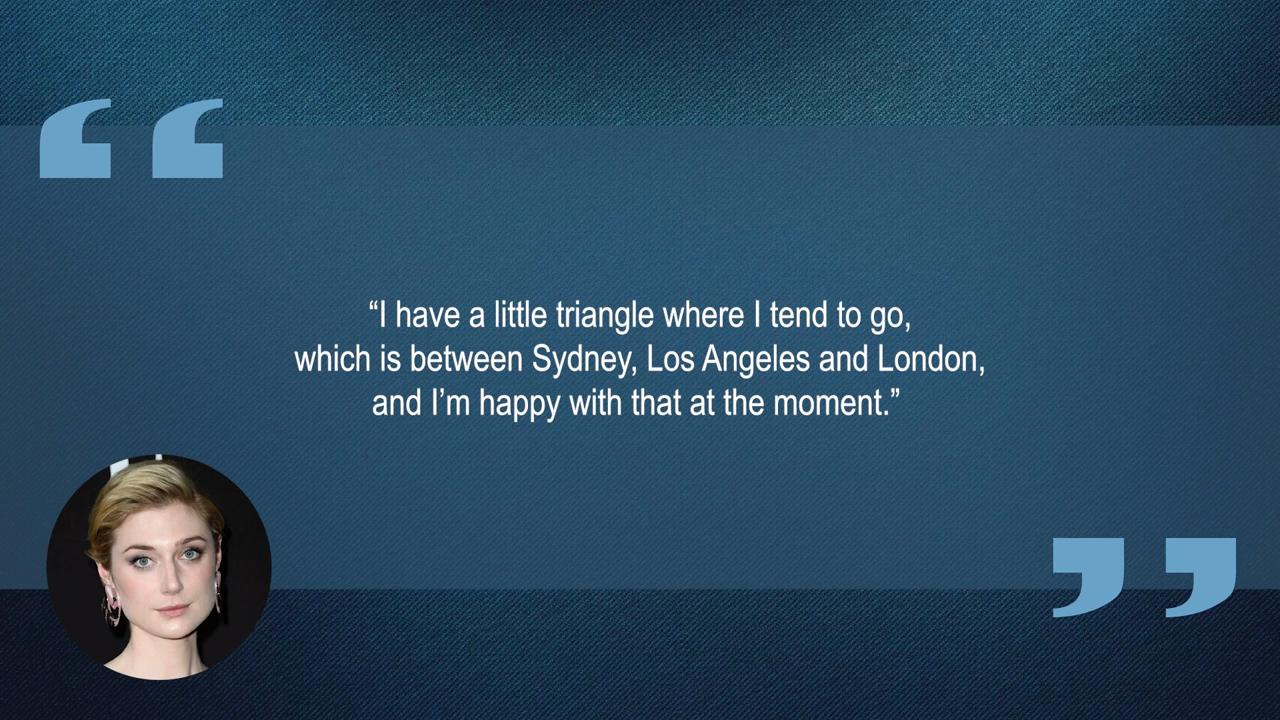 “I have a little triangle where I tend to go,
which is between Sydney, Los Angeles and London,
and I’m happy with that at the moment.”